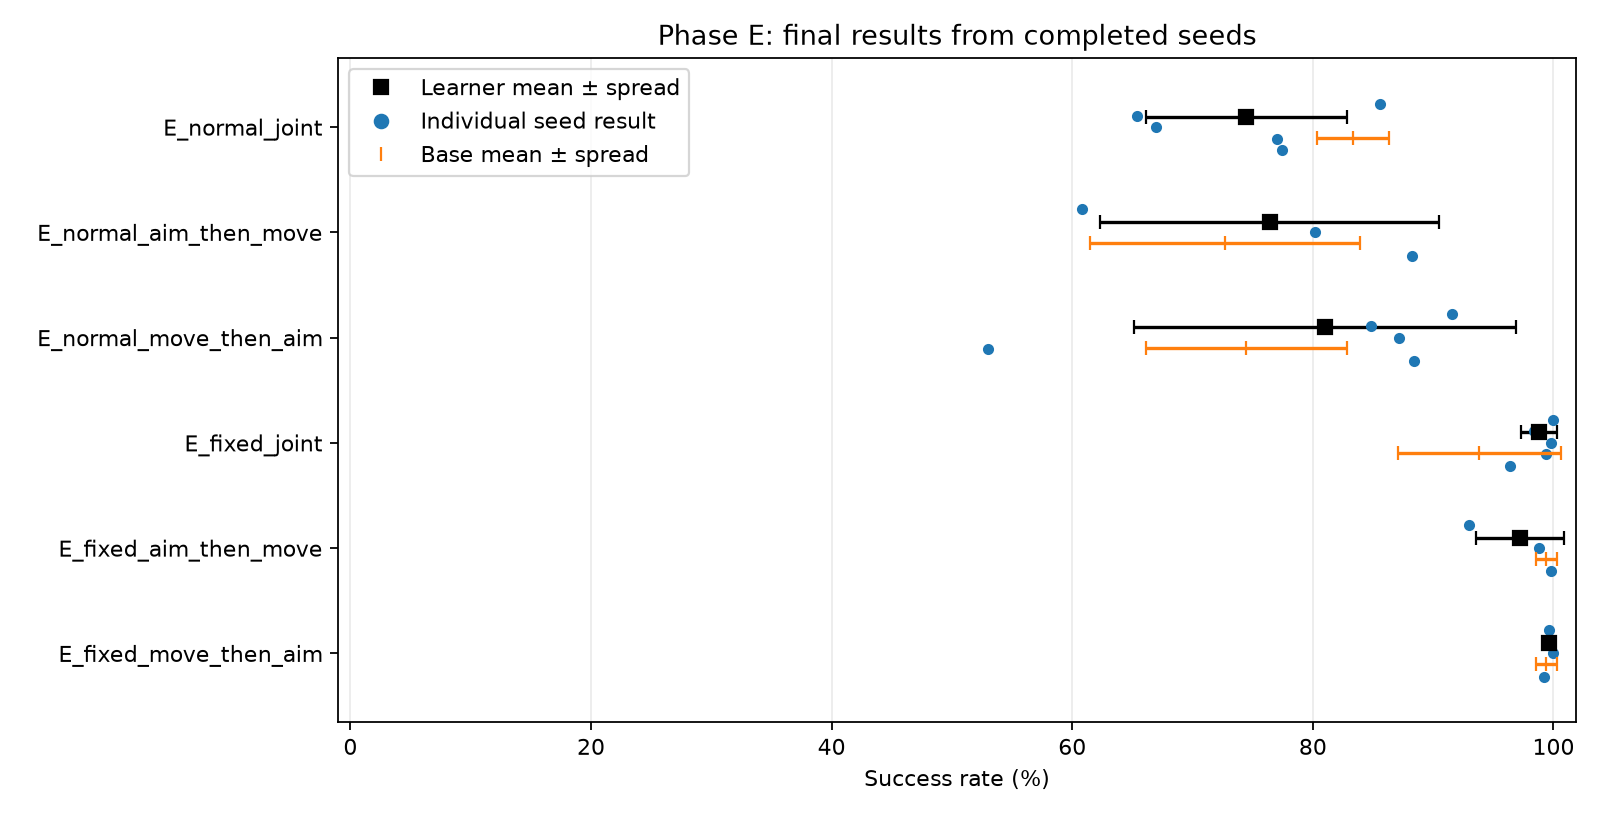 Phase E: final results from completed seeds
Learner mean ± spread
Individual seed result
Base mean ± spread
E_normal_joint
E_normal_aim_then_move
E_normal_move_then_aim
E_fixed_joint
E_fixed_aim_then_move
E_fixed_move_then_aim
0 20 40 60 80 100
Success rate (%)